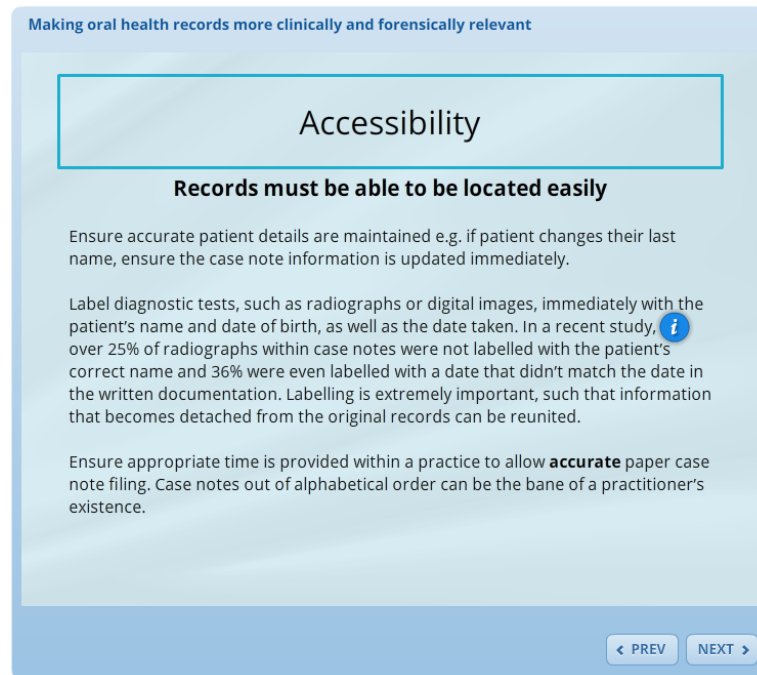 Making oral health records more clinically and forensically relevant
Accessibility
Records must be able to be located easily
Ensure accurate patient details are maintained e.g. if patient changes their last
name, ensure the case note information is updated immediately.
Label diagnostic tests, such as radiographs or digital images, immediately with the
patient's name and date of birth, as well as the date taken. In a recent study, i
over 25% of radiographs within case notes were not labelled with the patient's
correct name and 36% were even labelled with a date that didn't match the date in
the written documentation. Labelling is extremely important, such that information
that becomes detached from the original records can be reunited.
Ensure appropriate time is provided within a practice to allow accurate paper case
note filing. Case notes out of alphabetical order can be the bane of a practitioner's
existence.
< PREV NEXT >